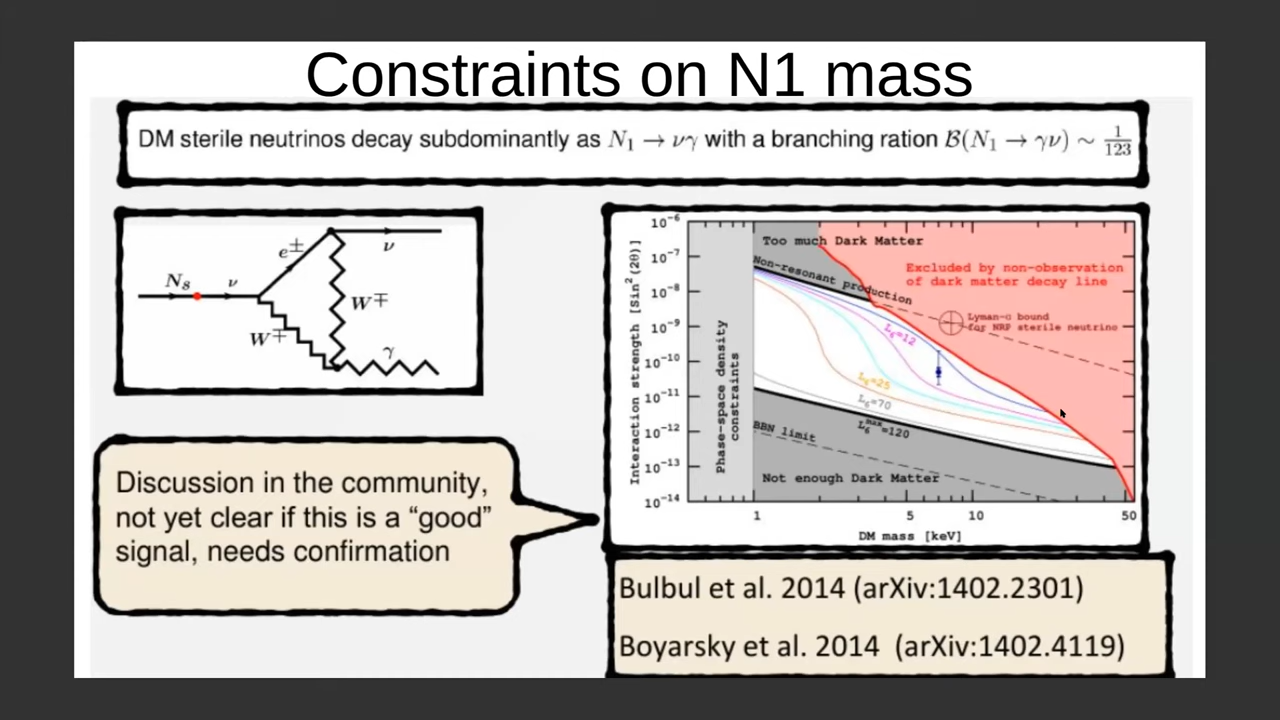 Constraints on N1 mass
DM sterile neutrinos decay subdominantly as N₁ → νγ with a branching ration 𝓑(N₁ → γν) ~ 1/123
N_s
ν
e±
ν
W∓
W∓
γ
Discussion in the community,
not yet clear if this is a “good”
signal, needs confirmation
Interaction strength [Sin²(2θ)]
10⁻⁶
10⁻⁷
10⁻⁸
10⁻⁹
10⁻¹⁰
10⁻¹¹
10⁻¹²
10⁻¹³
10⁻¹⁴
Phase-space density
constraints
Too much Dark Matter
Non-resonant production
Excluded by non-observation
of dark matter decay line
Lyman-α bound
for NRP sterile neutrino
L₆=12
L₆=25
L₆=70
L₆ᵐᵃˣ=120
BBN limit
Not enough Dark Matter
1
5
10
50
DM mass [keV]
Bulbul et al. 2014 (arXiv:1402.2301)
Boyarsky et al. 2014 (arXiv:1402.4119)